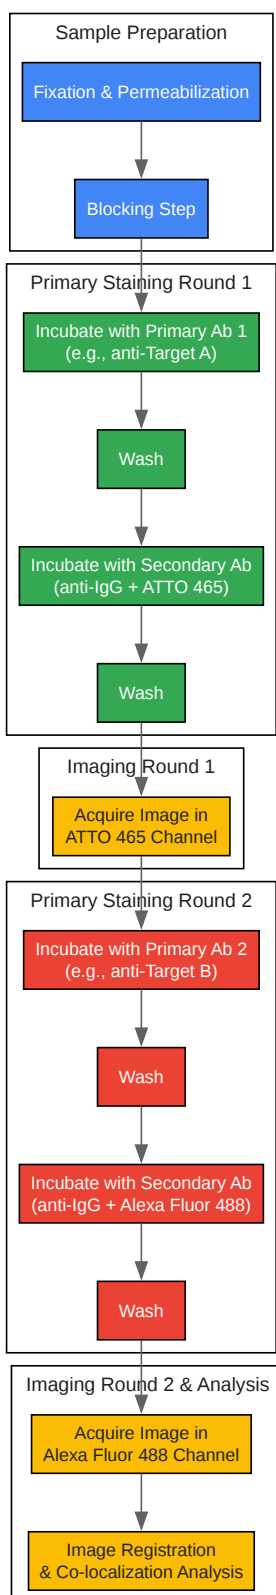 Sample Preparation
Fixation & Permeabilization
Blocking Step
Primary Staining Round 1
Incubate with Primary Ab 1
(e.g., anti-Target A)
Wash
Incubate with Secondary Ab
(anti-IgG + ATTO 465)
Wash
Imaging Round 1
Acquire Image in
ATTO 465 Channel
Primary Staining Round 2
Incubate with Primary Ab 2
(e.g., anti-Target B)
Wash
Incubate with Secondary Ab
(anti-IgG + Alexa Fluor 488)
Wash
Imaging Round 2 & Analysis
Acquire Image in
Alexa Fluor 488 Channel
Image Registration
& Co-localization Analysis